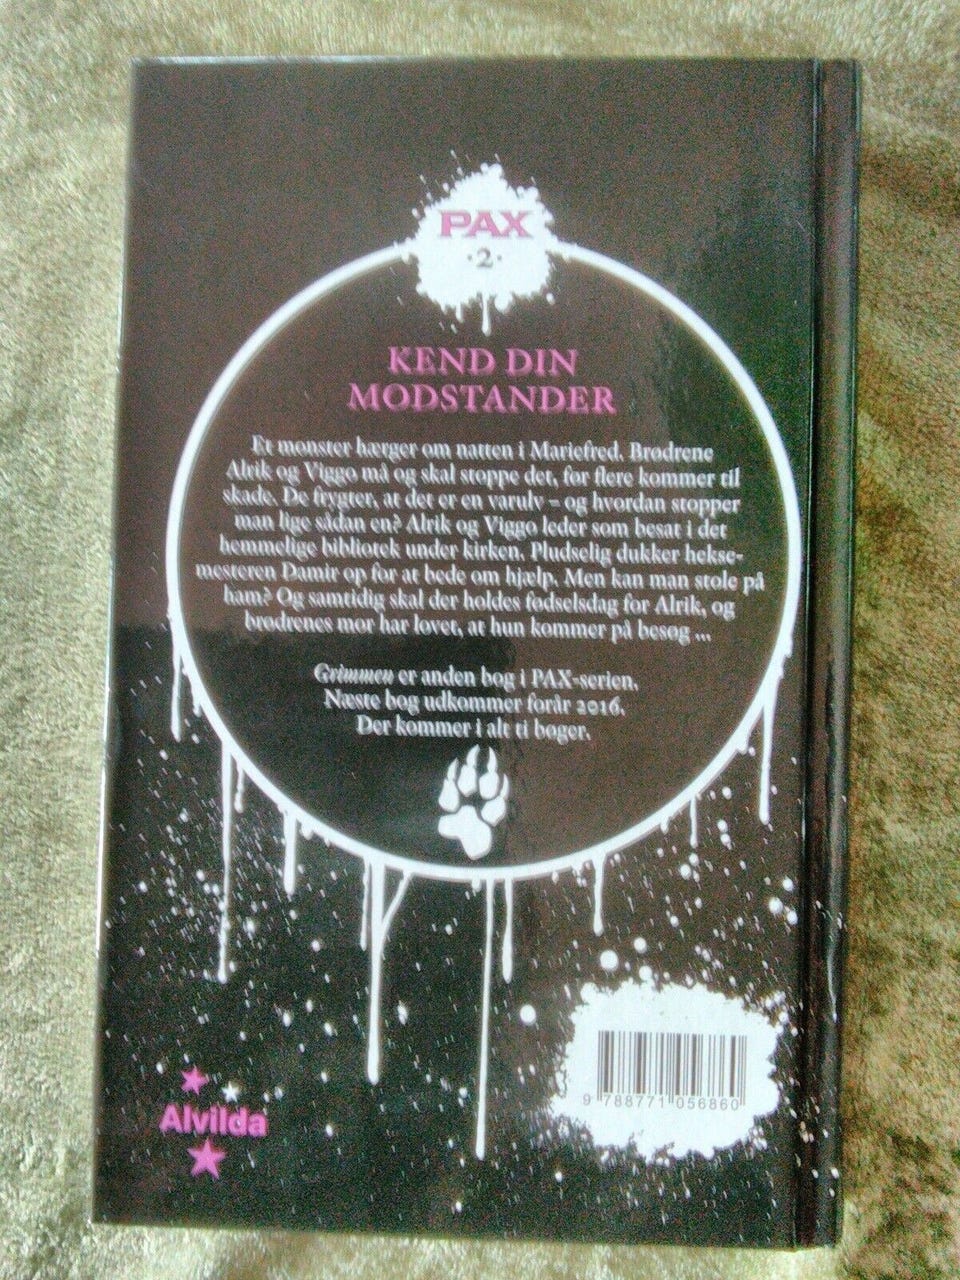 PAX
·2·
KEND DIN
MODSTANDER
Et monster hærger om natten i Mariefred. Brødrene
Alrik og Viggo må og skal stoppe det, før flere kommer til
skade. De frygter, at det er en varulv – og hvordan stopper
man lige sådan en? Alrik og Viggo leder som besat i det
hemmelige bibliotek under kirken. Pludselig dukker hekse-
mesteren Damir op for at bede om hjælp. Men kan man stole på
ham? Og samtidig skal der holdes fødselsdag for Alrik, og
brødrenes mor har lovet, at hun kommer på besøg ...
Grimmen er anden bog i PAX-serien.
Næste bog udkommer forår 2016.
Der kommer i alt ti bøger.
9 788771 056860
Alvilda